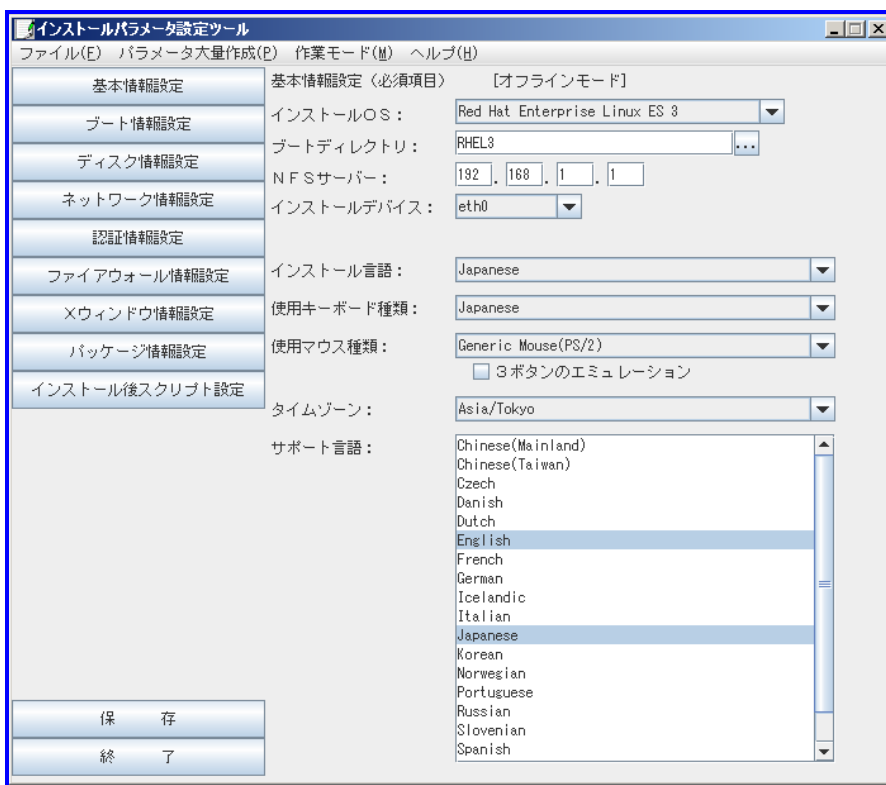 インストールパラメータ設定ツール
ファイル(F) パラメータ大量作成(P) 作業モード(M) ヘルプ(H)
基本情報設定
ブート情報設定
ディスク情報設定
ネットワーク情報設定
認証情報設定
ファイアウォール情報設定
Xウィンドウ情報設定
パッケージ情報設定
インストール後スクリプト設定
保 存
終 了
基本情報設定(必須項目) [オフラインモード]
インストールOS: Red Hat Enterprise Linux ES 3
ブートディレクトリ: RHEL3 ...
NFSサーバー: 192 . 168 . 1 . 1
インストールデバイス: eth0
インストール言語: Japanese
使用キーボード種類: Japanese
使用マウス種類: Generic Mouse(PS/2)
3ボタンのエミュレーション
タイムゾーン: Asia/Tokyo
サポート言語:
Chinese(Mainland)
Chinese(Taiwan)
Czech
Danish
Dutch
English
French
German
Icelandic
Italian
Japanese
Korean
Norwegian
Portuguese
Russian
Slovenian
Spanish